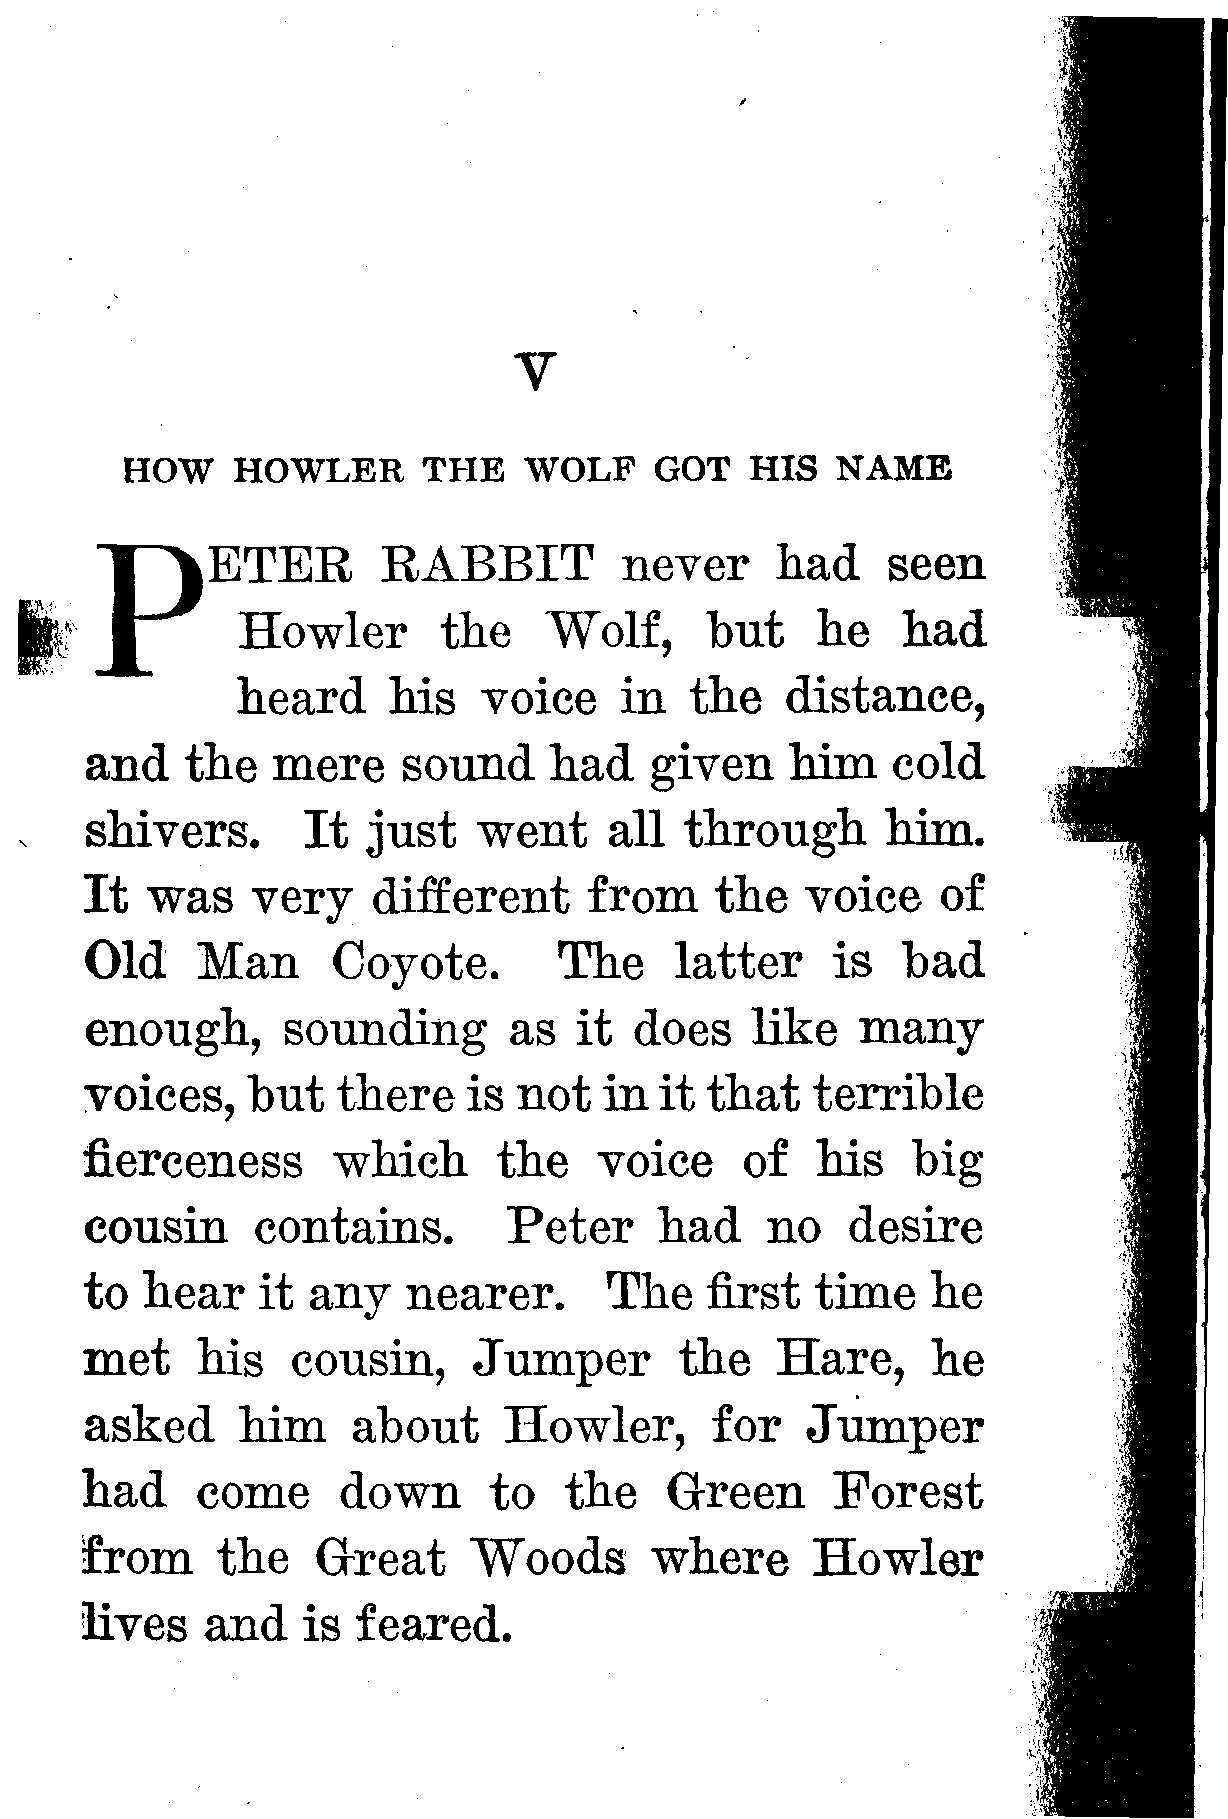 V
HOW HOWLER THE WOLF GOT HIS NAME
PETER RABBIT never had seen
Howler the Wolf, but he had
heard his voice in the distance,
and the mere sound had given him cold
shivers. It just went all through him.
It was very different from the voice of
Old Man Coyote. The latter is bad
enough, sounding as it does like many
voices, but there is not in it that terrible
fierceness which the voice of his big
cousin contains. Peter had no desire
to hear it any nearer. The first time he
met his cousin, Jumper the Hare, he
asked him about Howler, for Jumper
had come down to the Green Forest
from the Great Woods where Howler
lives and is feared.